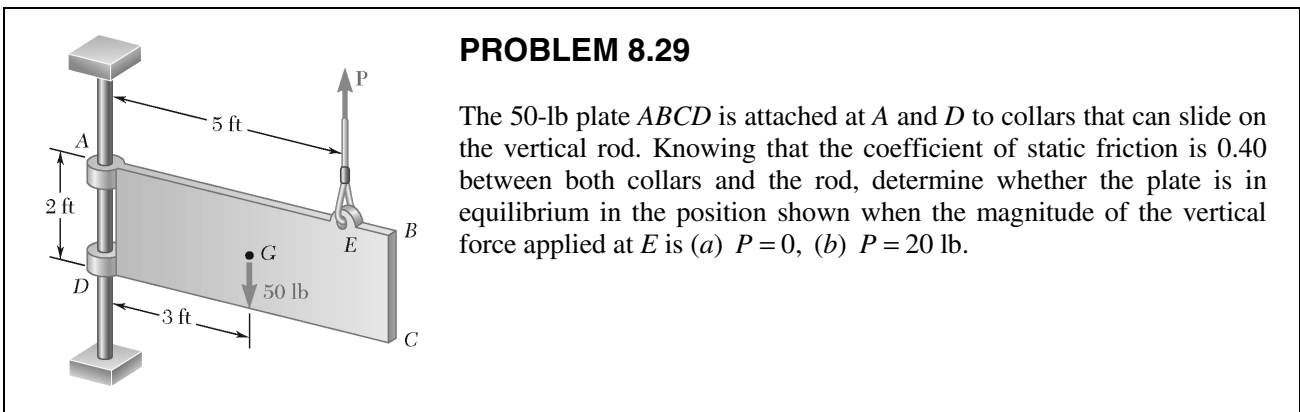 PROBLEM 8.29
The 50-lb plate ABCD is attached at A and D to collars that can slide on
the vertical rod. Knowing that the coefficient of static friction is 0.40
between both collars and the rod, determine whether the plate is in
equilibrium in the position shown when the magnitude of the vertical
force applied at E is (a) P = 0, (b) P = 20 lb.
P
5 ft
A
2 ft
B
E
G
D
50 lb
3 ft
C